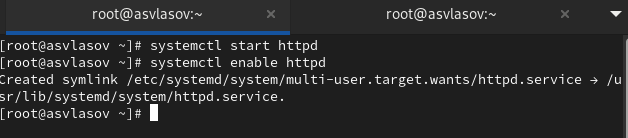 root@asvlasov:~ × root@asvlasov:~ ×
[root@asvlasov ~]# systemctl start httpd
[root@asvlasov ~]# systemctl enable httpd
Created symlink /etc/systemd/system/multi-user.target.wants/httpd.service → /u
sr/lib/systemd/system/httpd.service.
[root@asvlasov ~]#